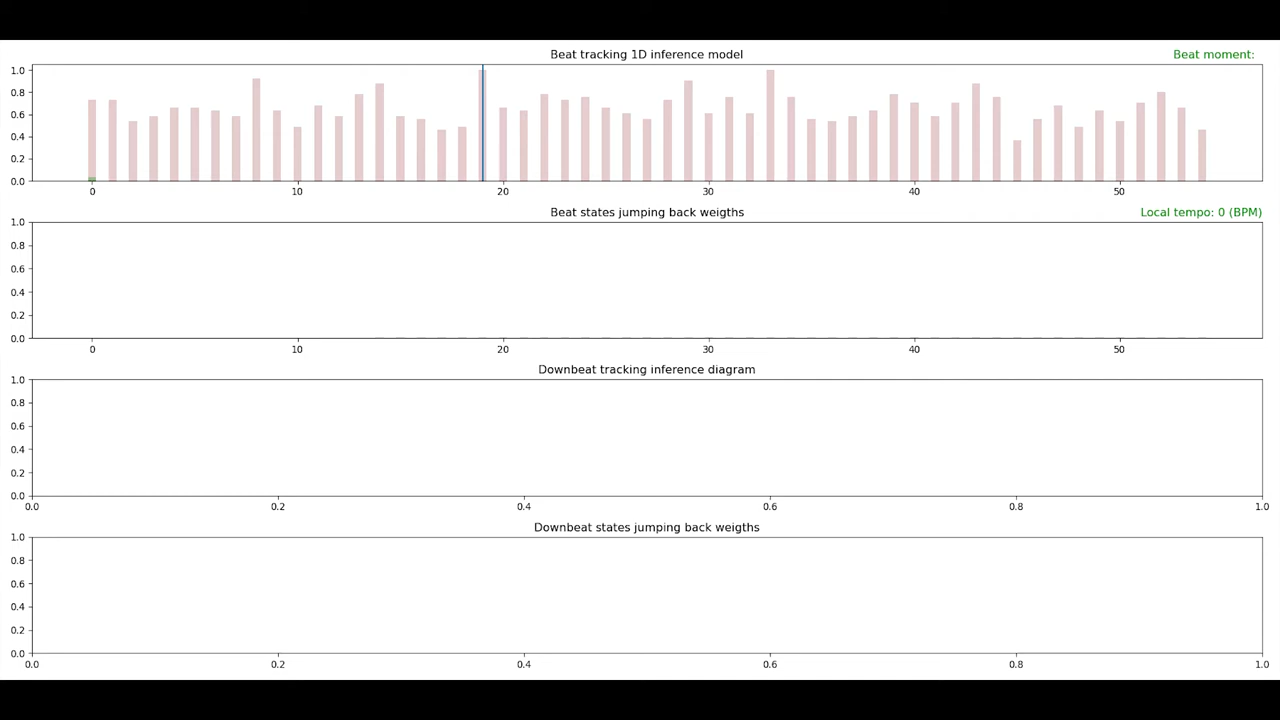 Beat tracking 1D inference model
Beat moment:
1.0
0.8
0.6
0.4
0.2
0.0
0 10 20 30 40 50
Beat states jumping back weigths
Local tempo: 0 (BPM)
1.0
0.8
0.6
0.4
0.2
0.0
0 10 20 30 40 50
Downbeat tracking inference diagram
1.0
0.8
0.6
0.4
0.2
0.0
0.0 0.2 0.4 0.6 0.8 1.0
Downbeat states jumping back weigths
1.0
0.8
0.6
0.4
0.2
0.0
0.0 0.2 0.4 0.6 0.8 1.0